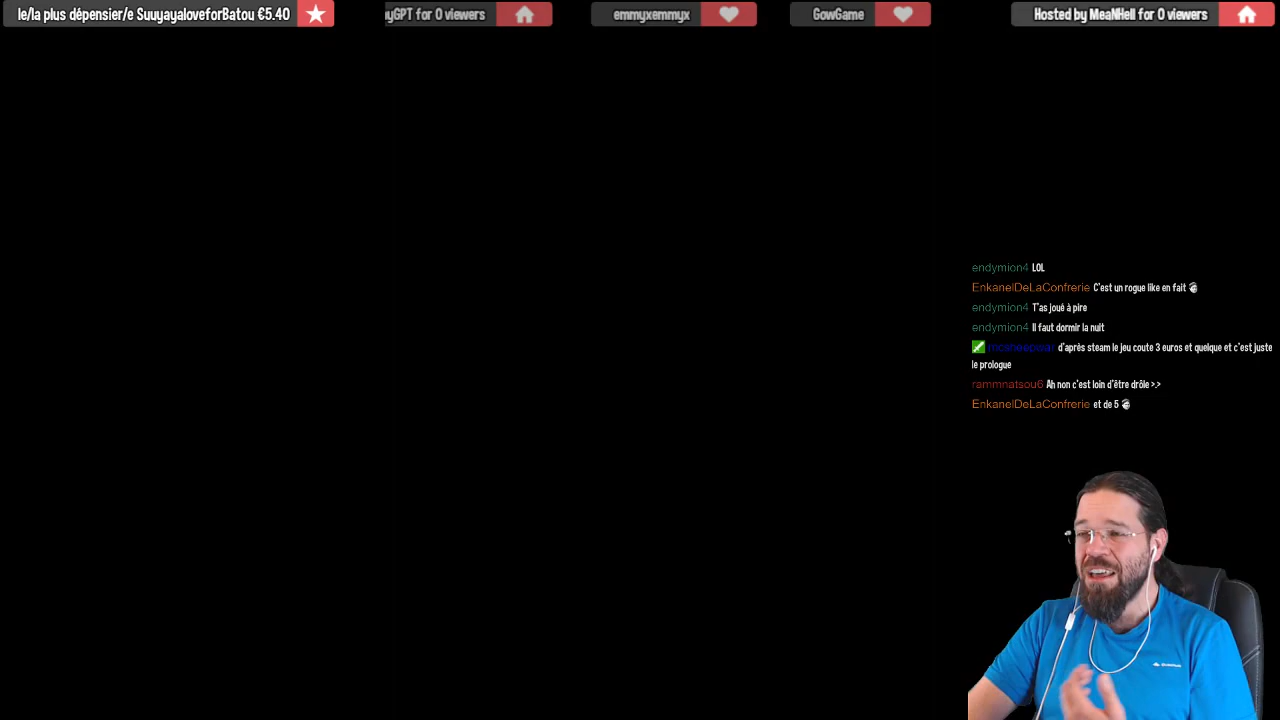 le/la plus dépensier/e SuuyayaloveforBatou €5.40
yGPT for 0 viewers
emmyxemmyx
GowGame
Hosted by MeaNHell for 0 viewers
endymion4 LOL
EnkanelDeLaConfrerie C'est un rogue like en fait
endymion4 T'as joué à pire
endymion4 Il faut dormir la nuit
d'après steam le jeu coute 3 euros et quelque et c'est juste
le prologue
rammnatsou6 Ah non c'est loin d'être drôle >.>
EnkanelDeLaConfrerie et de 5